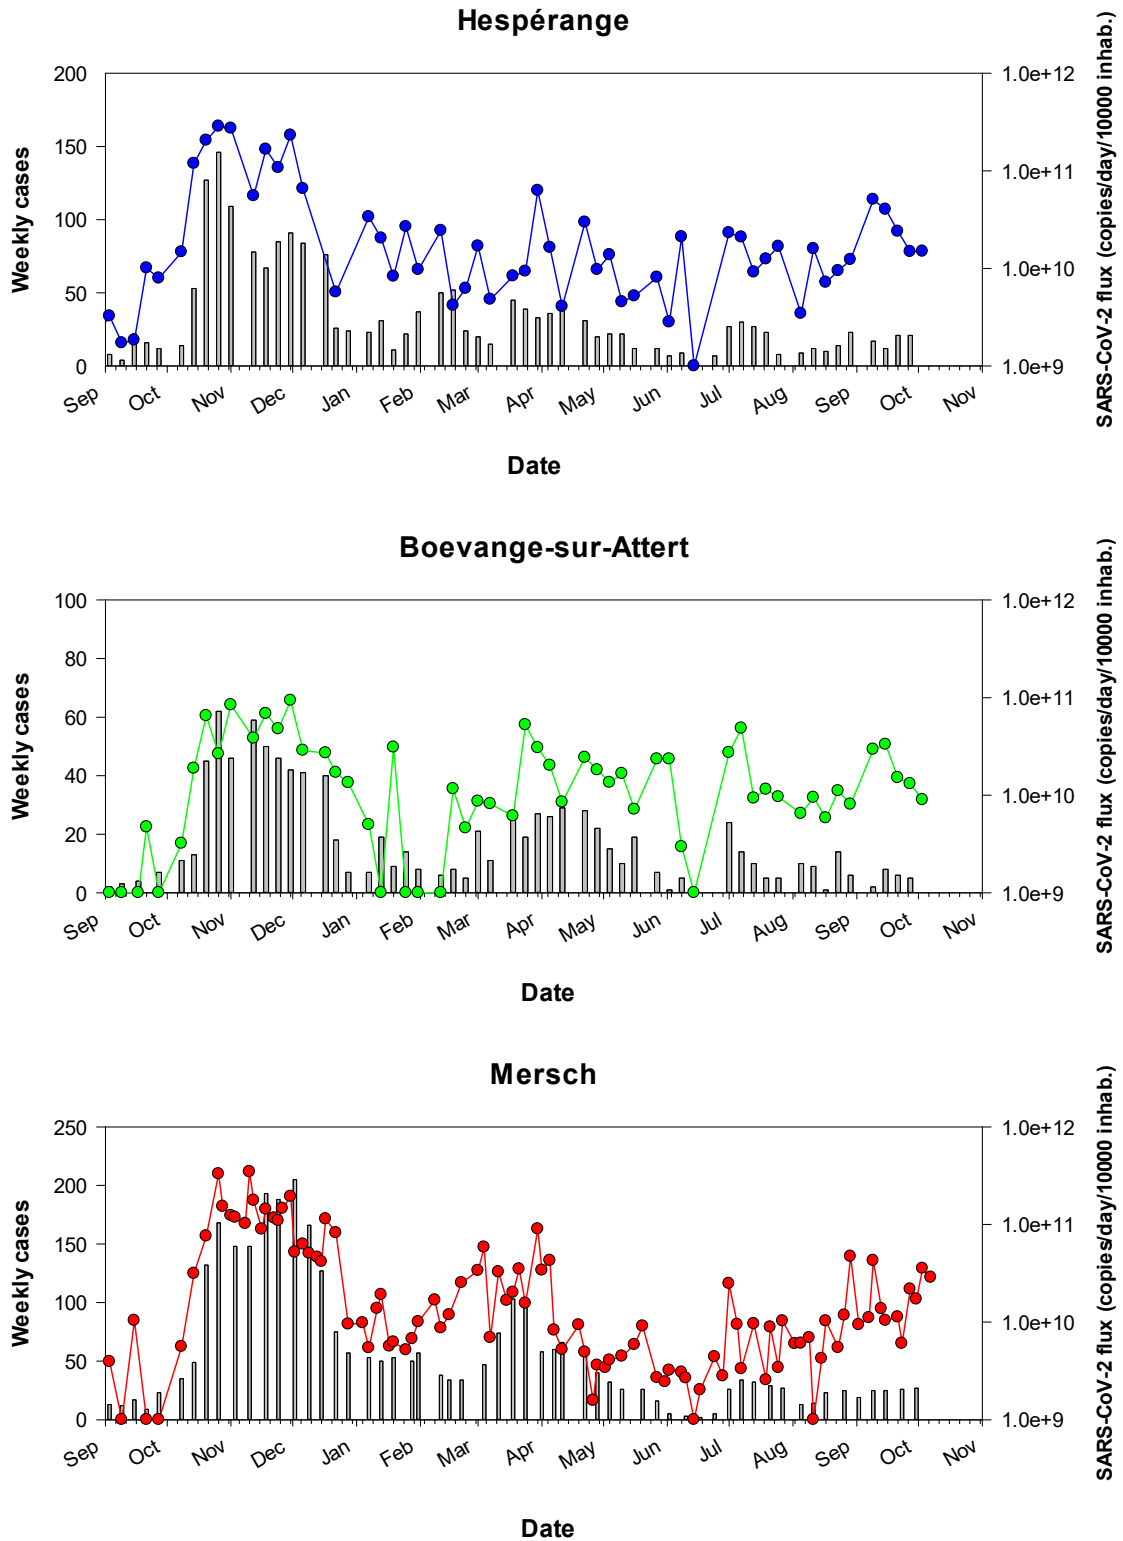 Hespérange
Weekly cases
200
150
100
50
0
1.0e+12
1.0e+11
1.0e+10
1.0e+9
SARS-CoV-2 flux (copies/day/10000 inhab.)
Sep Oct Nov Dec Jan Feb Mar Apr May Jun Jul Aug Sep Oct Nov
Date
Boevange-sur-Attert
Weekly cases
100
80
60
40
20
0
1.0e+12
1.0e+11
1.0e+10
1.0e+9
SARS-CoV-2 flux (copies/day/10000 inhab.)
Sep Oct Nov Dec Jan Feb Mar Apr May Jun Jul Aug Sep Oct Nov
Date
Mersch
Weekly cases
250
200
150
100
50
0
1.0e+12
1.0e+11
1.0e+10
1.0e+9
SARS-CoV-2 flux (copies/day/10000 inhab.)
Sep Oct Nov Dec Jan Feb Mar Apr May Jun Jul Aug Sep Oct Nov
Date